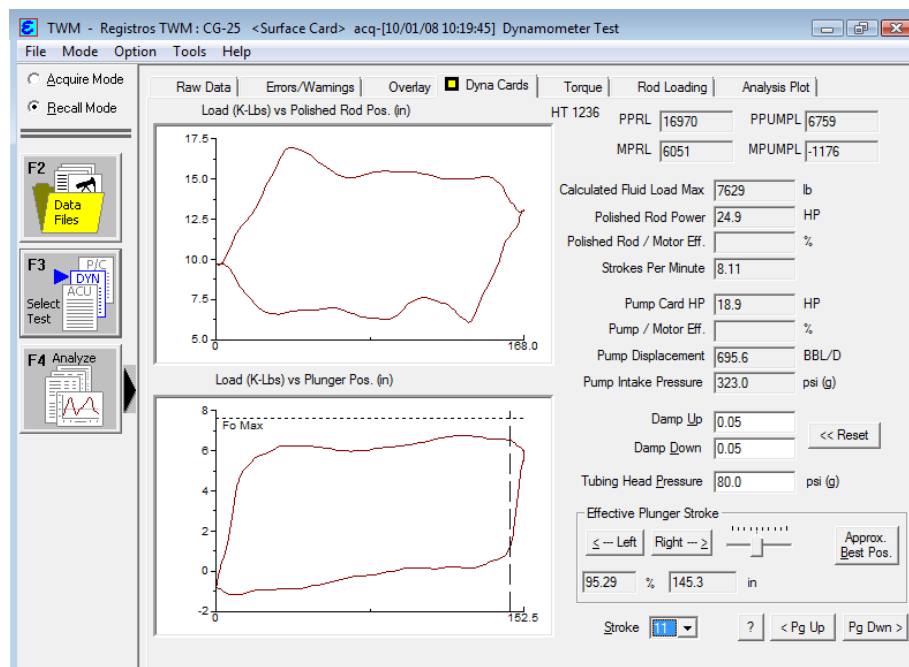 TWM - Registros TWM : CG-25 <Surface Card> acq-[10/01/08 10:19:45] Dynamometer Test
File Mode Option Tools Help
Acquire Mode
Recall Mode
F2
Data
Files
F3
P/C
DYN
ACU
Select
Test
F4 Analyze
Raw Data
Errors/Warnings
Overlay
Dyna Cards
Torque
Rod Loading
Analysis Plot
Load (K-Lbs) vs Polished Rod Pos. (in)
17.5
15.0
12.5
10.0
7.5
5.0
0
168.0
Load (K-Lbs) vs Plunger Pos. (in)
8
Fo Max
6
4
2
0
-2
0
152.5
HT 1236
PPRL 16970 PPUMPL 6759
MPRL 6051 MPUMPL -1176
Calculated Fluid Load Max 7629 lb
Polished Rod Power 24.9 HP
Polished Rod / Motor Eff. %
Strokes Per Minute 8.11
Pump Card HP 18.9 HP
Pump / Motor Eff. %
Pump Displacement 695.6 BBL/D
Pump Intake Pressure 323.0 psi (g)
Damp Up 0.05
Damp Down 0.05
<< Reset
Tubing Head Pressure 80.0 psi (g)
Effective Plunger Stroke
< --- Left Right --- >
Approx.
Best Pos.
95.29 % 145.3 in
Stroke 11 ? < Pg Up Pg Dwn >